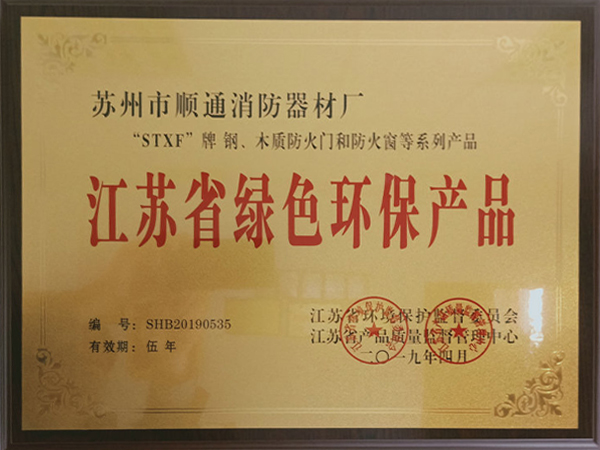 苏州市顺通消防器材厂
“STXF”牌 钢、木质防火门和防火窗等系列产品
江苏省绿色环保产品
编 号：SHB20190535
有效期：伍年
江苏省环境保护监督委员会
江苏省产品质量监督管理中心
二〇一九年四月